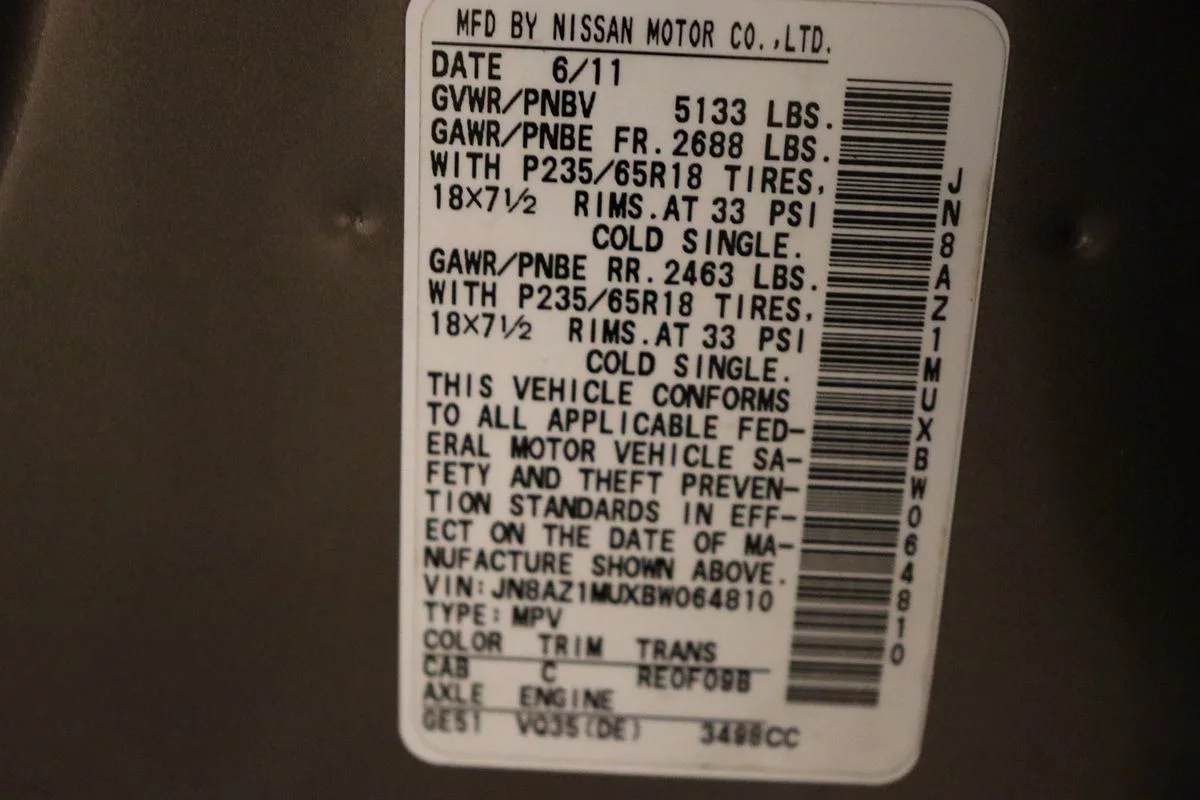 MFD BY NISSAN MOTOR CO.,LTD.
DATE 6/11
GVWR/PNBV 5133 LBS.
GAWR/PNBE FR.2688 LBS.
WITH P235/65R18 TIRES,
18×7½ RIMS.AT 33 PSI
COLD SINGLE.
GAWR/PNBE RR.2463 LBS.
WITH P235/65R18 TIRES,
18×7½ RIMS.AT 33 PSI
COLD SINGLE.
THIS VEHICLE CONFORMS
TO ALL APPLICABLE FED-
ERAL MOTOR VEHICLE SA-
FETY AND THEFT PREVEN-
TION STANDARDS IN EFF-
ECT ON THE DATE OF MA-
NUFACTURE SHOWN ABOVE.
VIN:JN8AZ1MUXBW064810
TYPE:MPV
COLOR TRIM TRANS
CAB C RE0F09B
AXLE ENGINE
GE51 VQ35(DE) 3498CC
JN8AZ1MUXBW064810